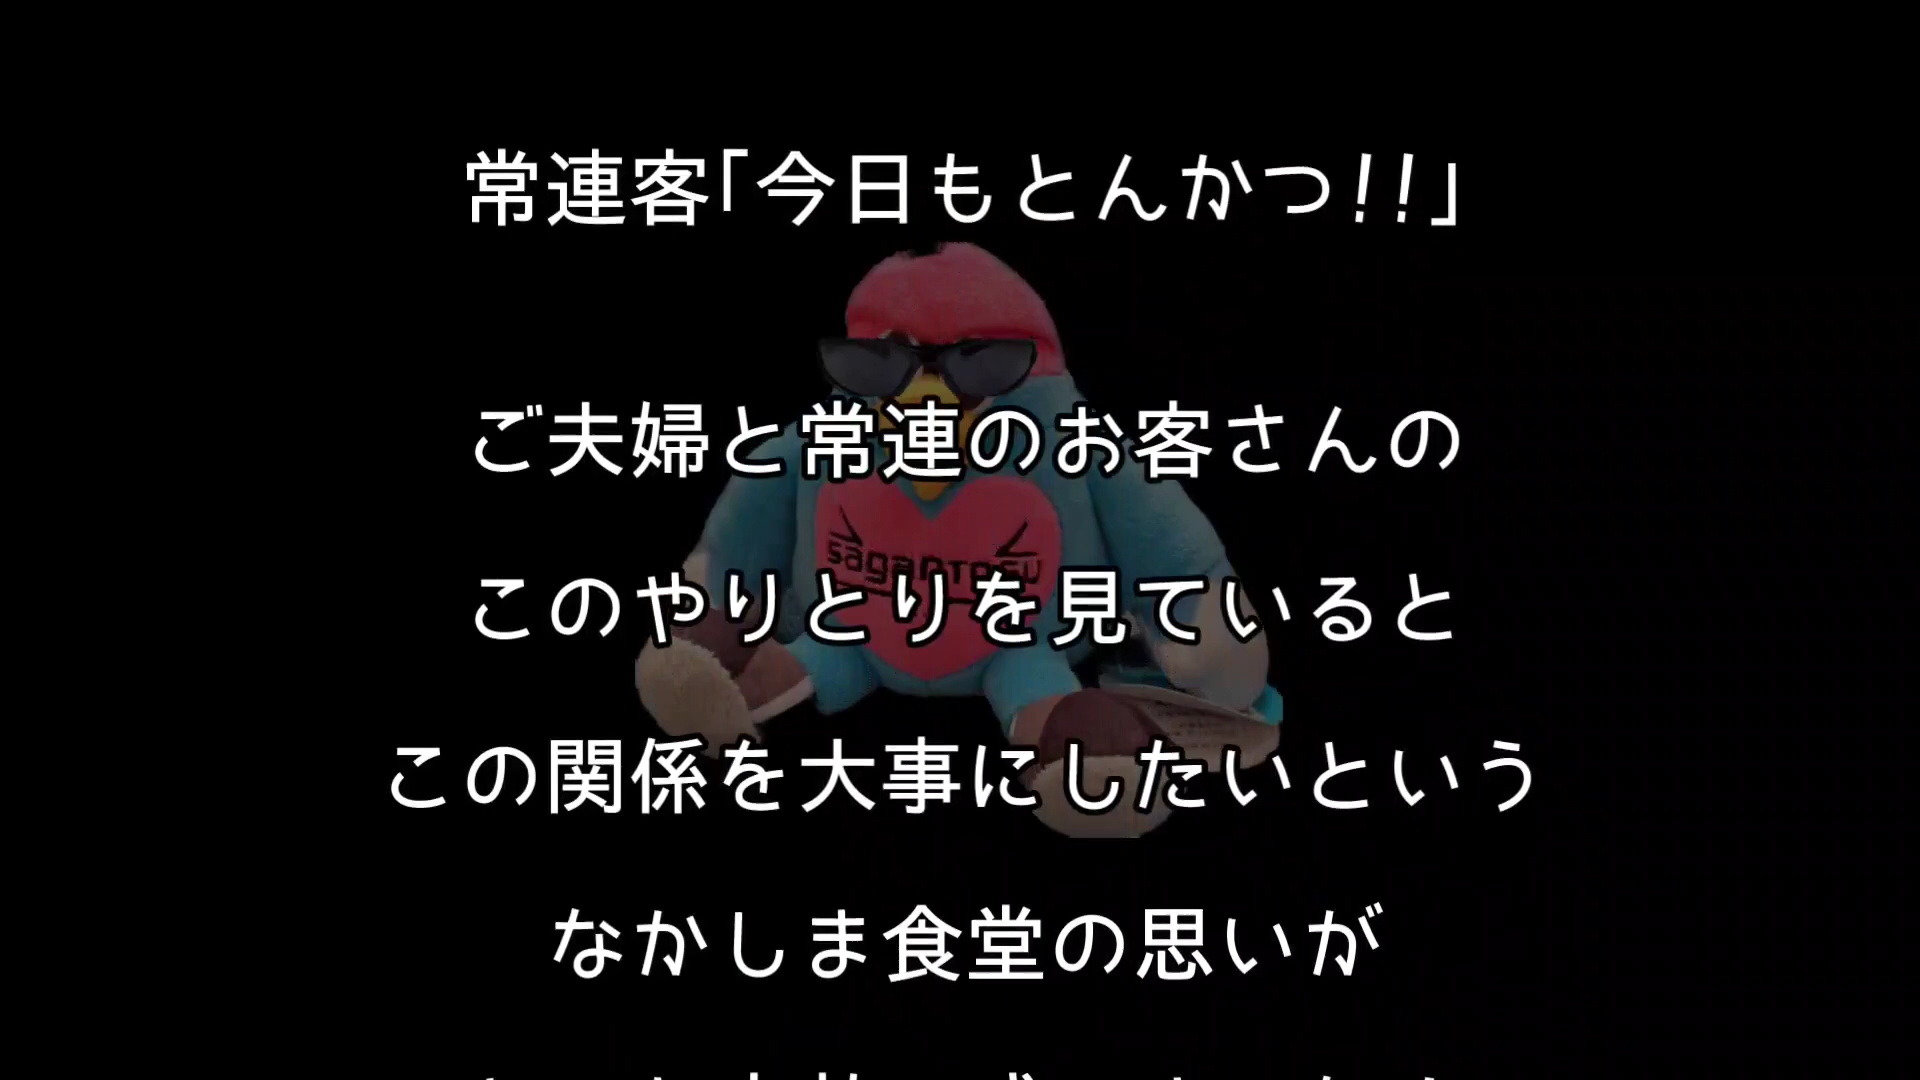 常連客「今日もとんかつ!!」
ご夫婦と常連のお客さんの
sagantosu
このやりとりを見ていると
この関係を大事にしたいという
なかしま食堂の思いが